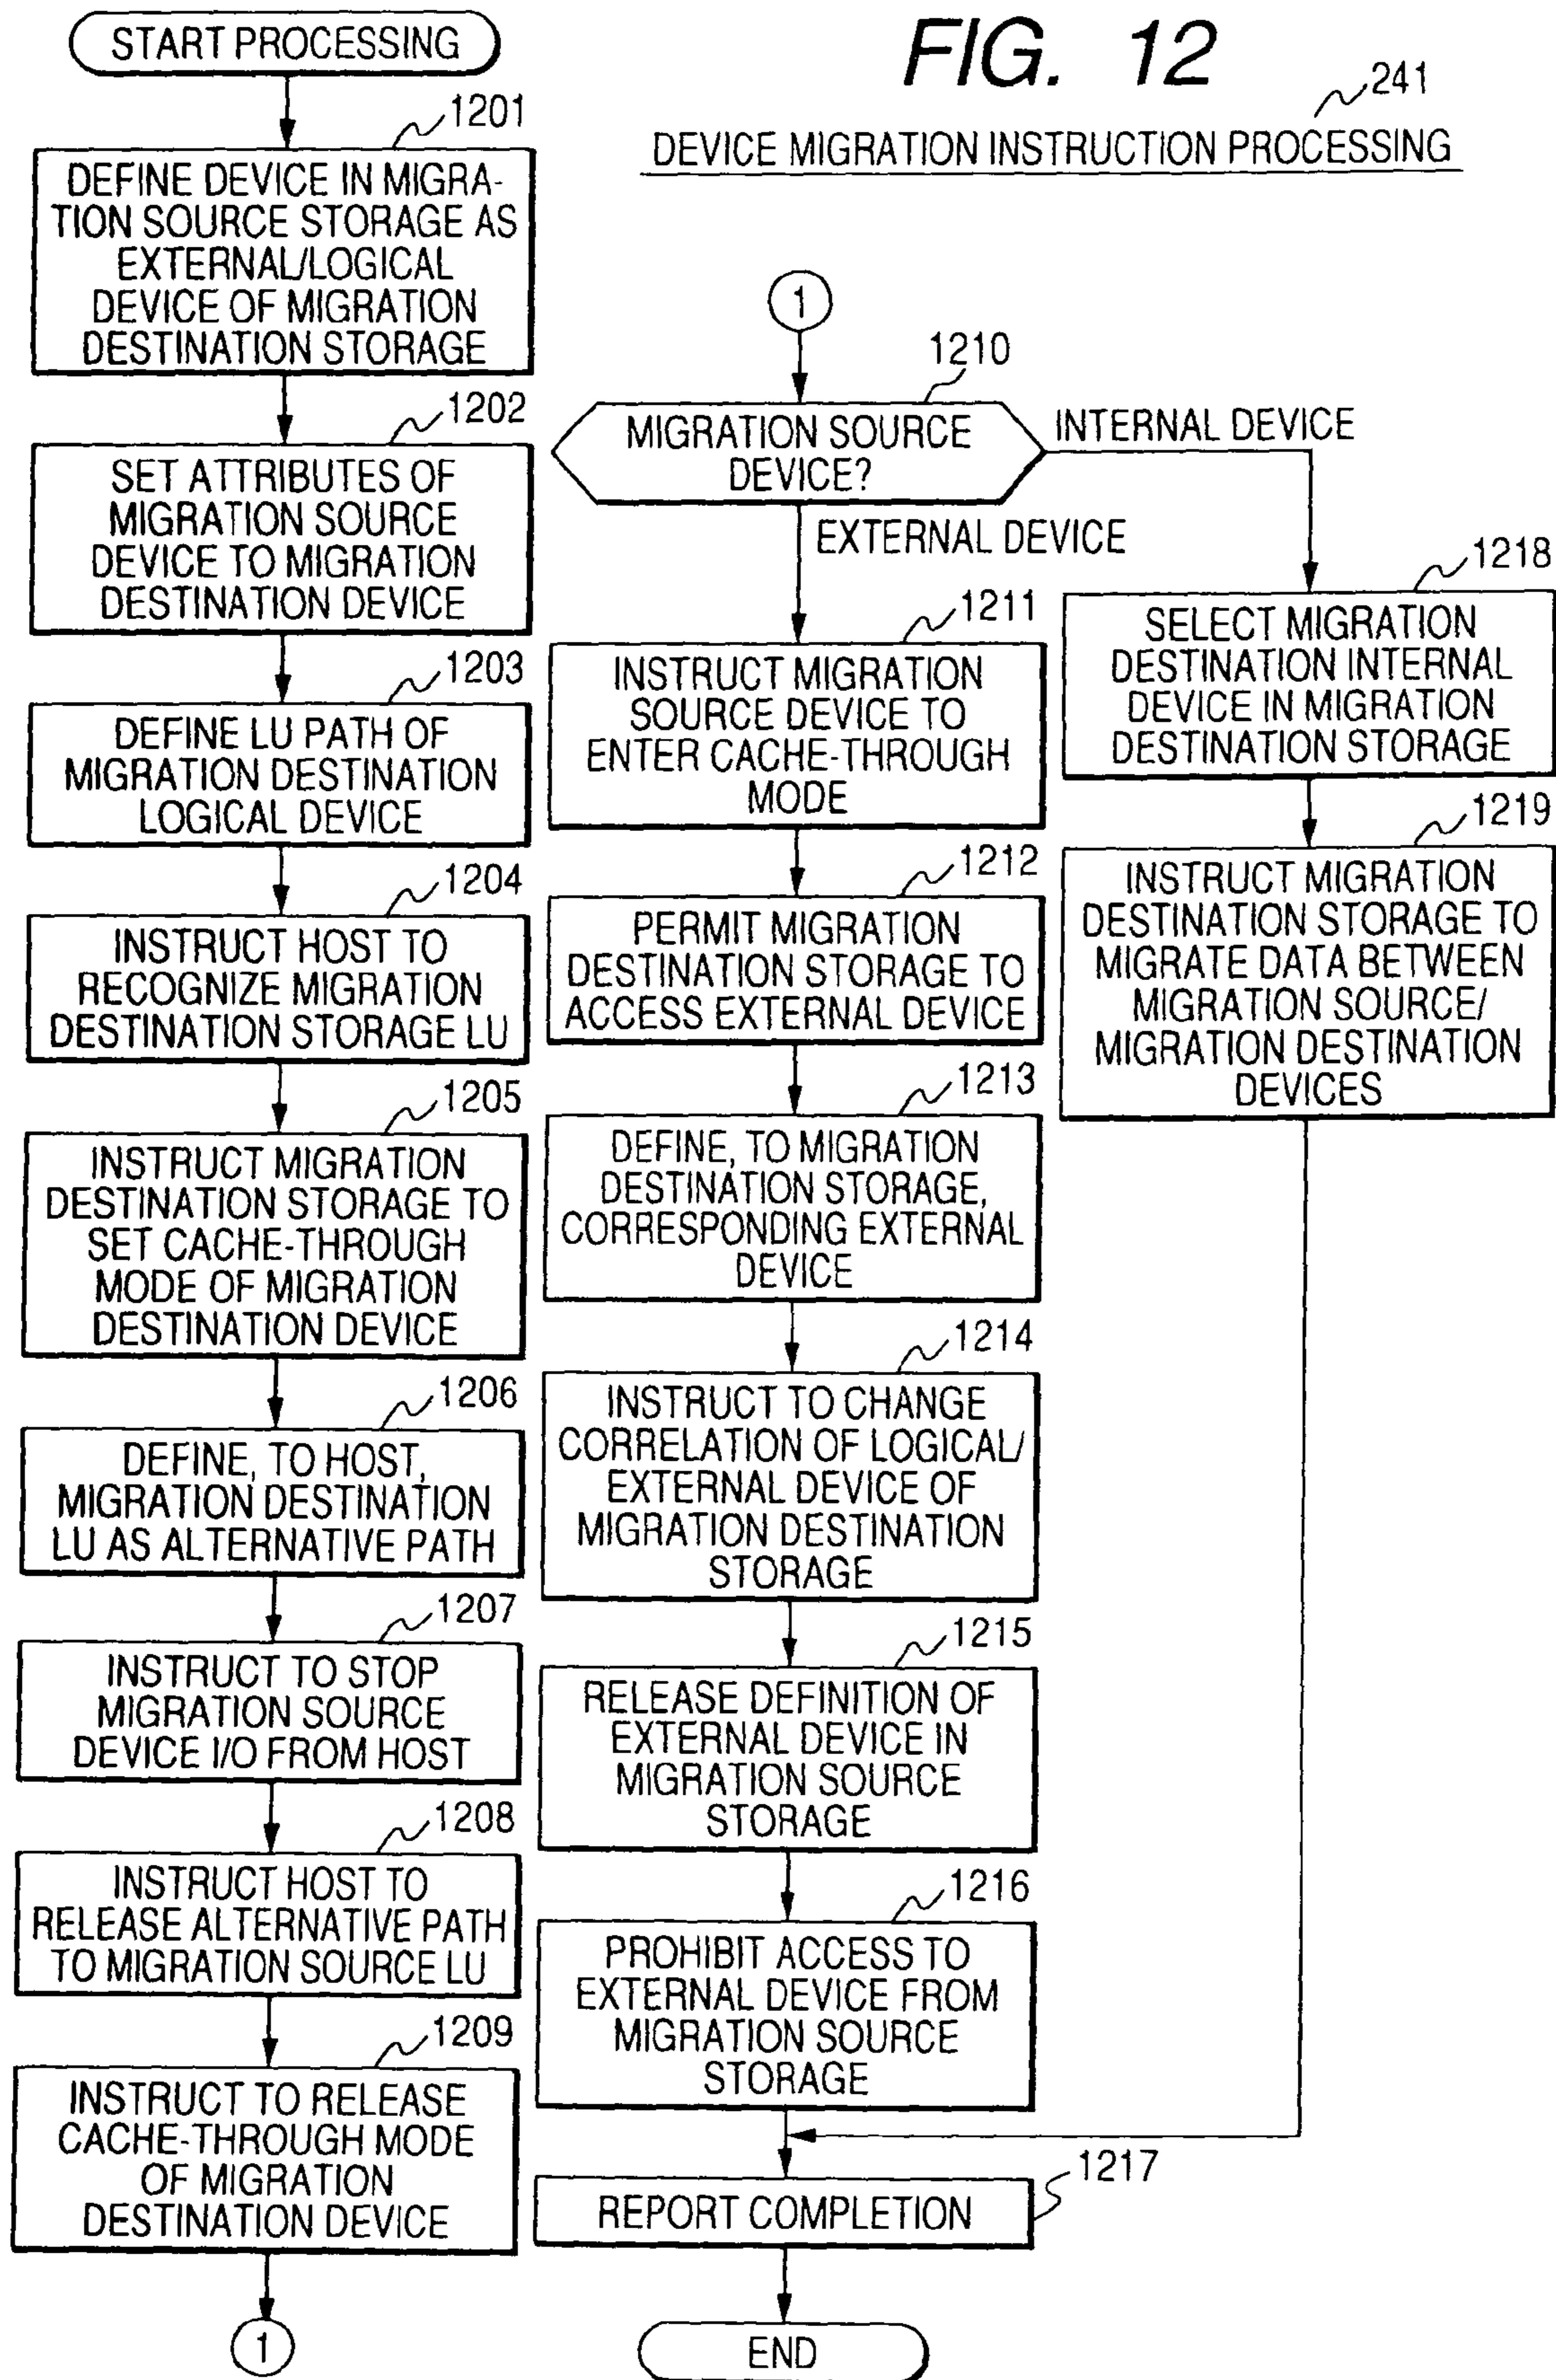 FIG. 12
241
DEVICE MIGRATION INSTRUCTION PROCESSING
START PROCESSING
1201
DEFINE DEVICE IN MIGRA-
TION SOURCE STORAGE AS
EXTERNAL/LOGICAL
DEVICE OF MIGRATION
DESTINATION STORAGE
1202
SET ATTRIBUTES OF
MIGRATION SOURCE
DEVICE TO MIGRATION
DESTINATION DEVICE
1203
DEFINE LU PATH OF
MIGRATION DESTINATION
LOGICAL DEVICE
1204
INSTRUCT HOST TO
RECOGNIZE MIGRATION
DESTINATION STORAGE LU
1205
INSTRUCT MIGRATION
DESTINATION STORAGE TO
SET CACHE-THROUGH
MODE OF MIGRATION
DESTINATION DEVICE
1206
DEFINE, TO HOST,
MIGRATION DESTINATION
LU AS ALTERNATIVE PATH
1207
INSTRUCT TO STOP
MIGRATION SOURCE
DEVICE I/O FROM HOST
1208
INSTRUCT HOST TO
RELEASE ALTERNATIVE PATH
TO MIGRATION SOURCE LU
1209
INSTRUCT TO RELEASE
CACHE-THROUGH MODE
OF MIGRATION
DESTINATION DEVICE
1
1
1210
MIGRATION SOURCE
DEVICE?
INTERNAL DEVICE
EXTERNAL DEVICE
1211
INSTRUCT MIGRATION
SOURCE DEVICE TO
ENTER CACHE-THROUGH
MODE
1212
PERMIT MIGRATION
DESTINATION STORAGE TO
ACCESS EXTERNAL DEVICE
1213
DEFINE, TO MIGRATION
DESTINATION STORAGE,
CORRESPONDING EXTERNAL
DEVICE
1214
INSTRUCT TO CHANGE
CORRELATION OF LOGICAL/
EXTERNAL DEVICE OF
MIGRATION DESTINATION
STORAGE
1215
RELEASE DEFINITION OF
EXTERNAL DEVICE IN
MIGRATION SOURCE
STORAGE
1216
PROHIBIT ACCESS TO
EXTERNAL DEVICE FROM
MIGRATION SOURCE
STORAGE
1217
REPORT COMPLETION
END
1218
SELECT MIGRATION
DESTINATION INTERNAL
DEVICE IN MIGRATION
DESTINATION STORAGE
1219
INSTRUCT MIGRATION
DESTINATION STORAGE TO
MIGRATE DATA BETWEEN
MIGRATION SOURCE/
MIGRATION DESTINATION
DEVICES